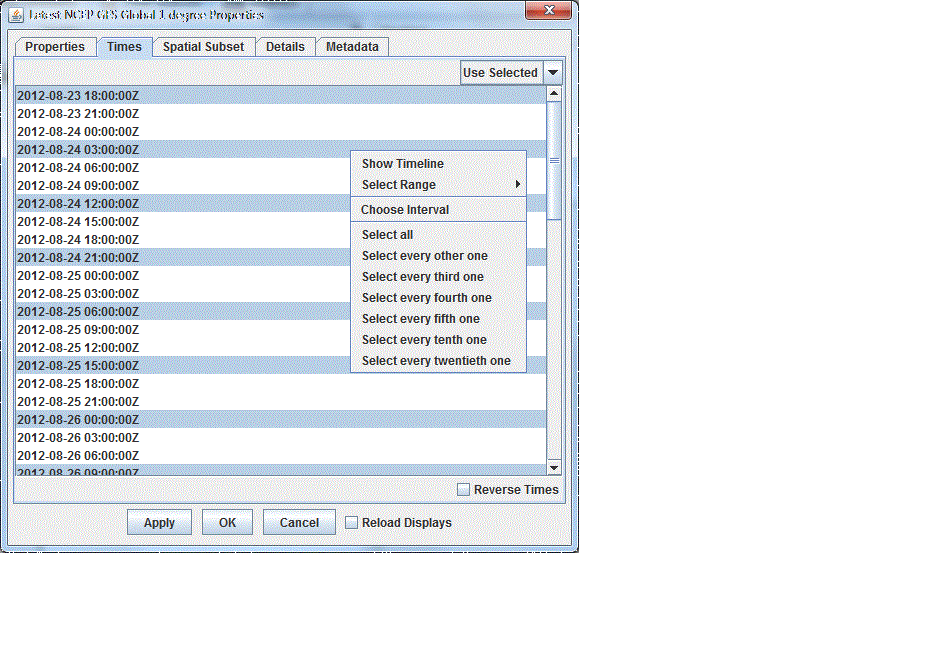 Latest NCEP GFS Global 1 degree Properties
Properties Times Spatial Subset Details Metadata
Use Selected
2012-08-23 18:00:00Z
2012-08-23 21:00:00Z
2012-08-24 00:00:00Z
2012-08-24 03:00:00Z
2012-08-24 06:00:00Z
2012-08-24 09:00:00Z
2012-08-24 12:00:00Z
2012-08-24 15:00:00Z
2012-08-24 18:00:00Z
2012-08-24 21:00:00Z
2012-08-25 00:00:00Z
2012-08-25 03:00:00Z
2012-08-25 06:00:00Z
2012-08-25 09:00:00Z
2012-08-25 12:00:00Z
2012-08-25 15:00:00Z
2012-08-25 18:00:00Z
2012-08-25 21:00:00Z
2012-08-26 00:00:00Z
2012-08-26 03:00:00Z
2012-08-26 06:00:00Z
2012-08-26 09:00:00Z
Show Timeline
Select Range
Choose Interval
Select all
Select every other one
Select every third one
Select every fourth one
Select every fifth one
Select every tenth one
Select every twentieth one
Reverse Times
Apply OK Cancel Reload Displays